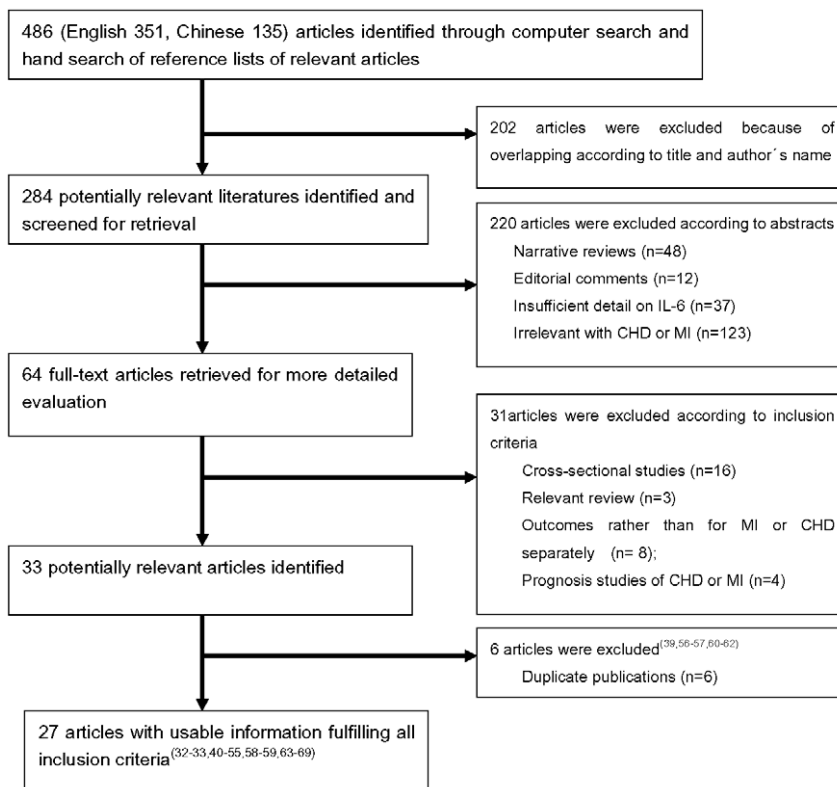 486 (English 351, Chinese 135) articles identified through computer search and
hand search of reference lists of relevant articles
202 articles were excluded because of
overlapping according to title and author´s name
284 potentially relevant literatures identified and
screened for retrieval
220 articles were excluded according to abstracts
Narrative reviews (n=48)
Editorial comments (n=12)
Insufficient detail on IL-6 (n=37)
Irrelevant with CHD or MI (n=123)
64 full-text articles retrieved for more detailed
evaluation
31articles were excluded according to inclusion
criteria
Cross-sectional studies (n=16)
Relevant review (n=3)
Outcomes rather than for MI or CHD
separately (n= 8);
Prognosis studies of CHD or MI (n=4)
33 potentially relevant articles identified
6 articles were excluded(39,56-57,60-62)
Duplicate publications (n=6)
27 articles with usable information fulfilling all
inclusion criteria(32-33,40-55,58-59,63-69)